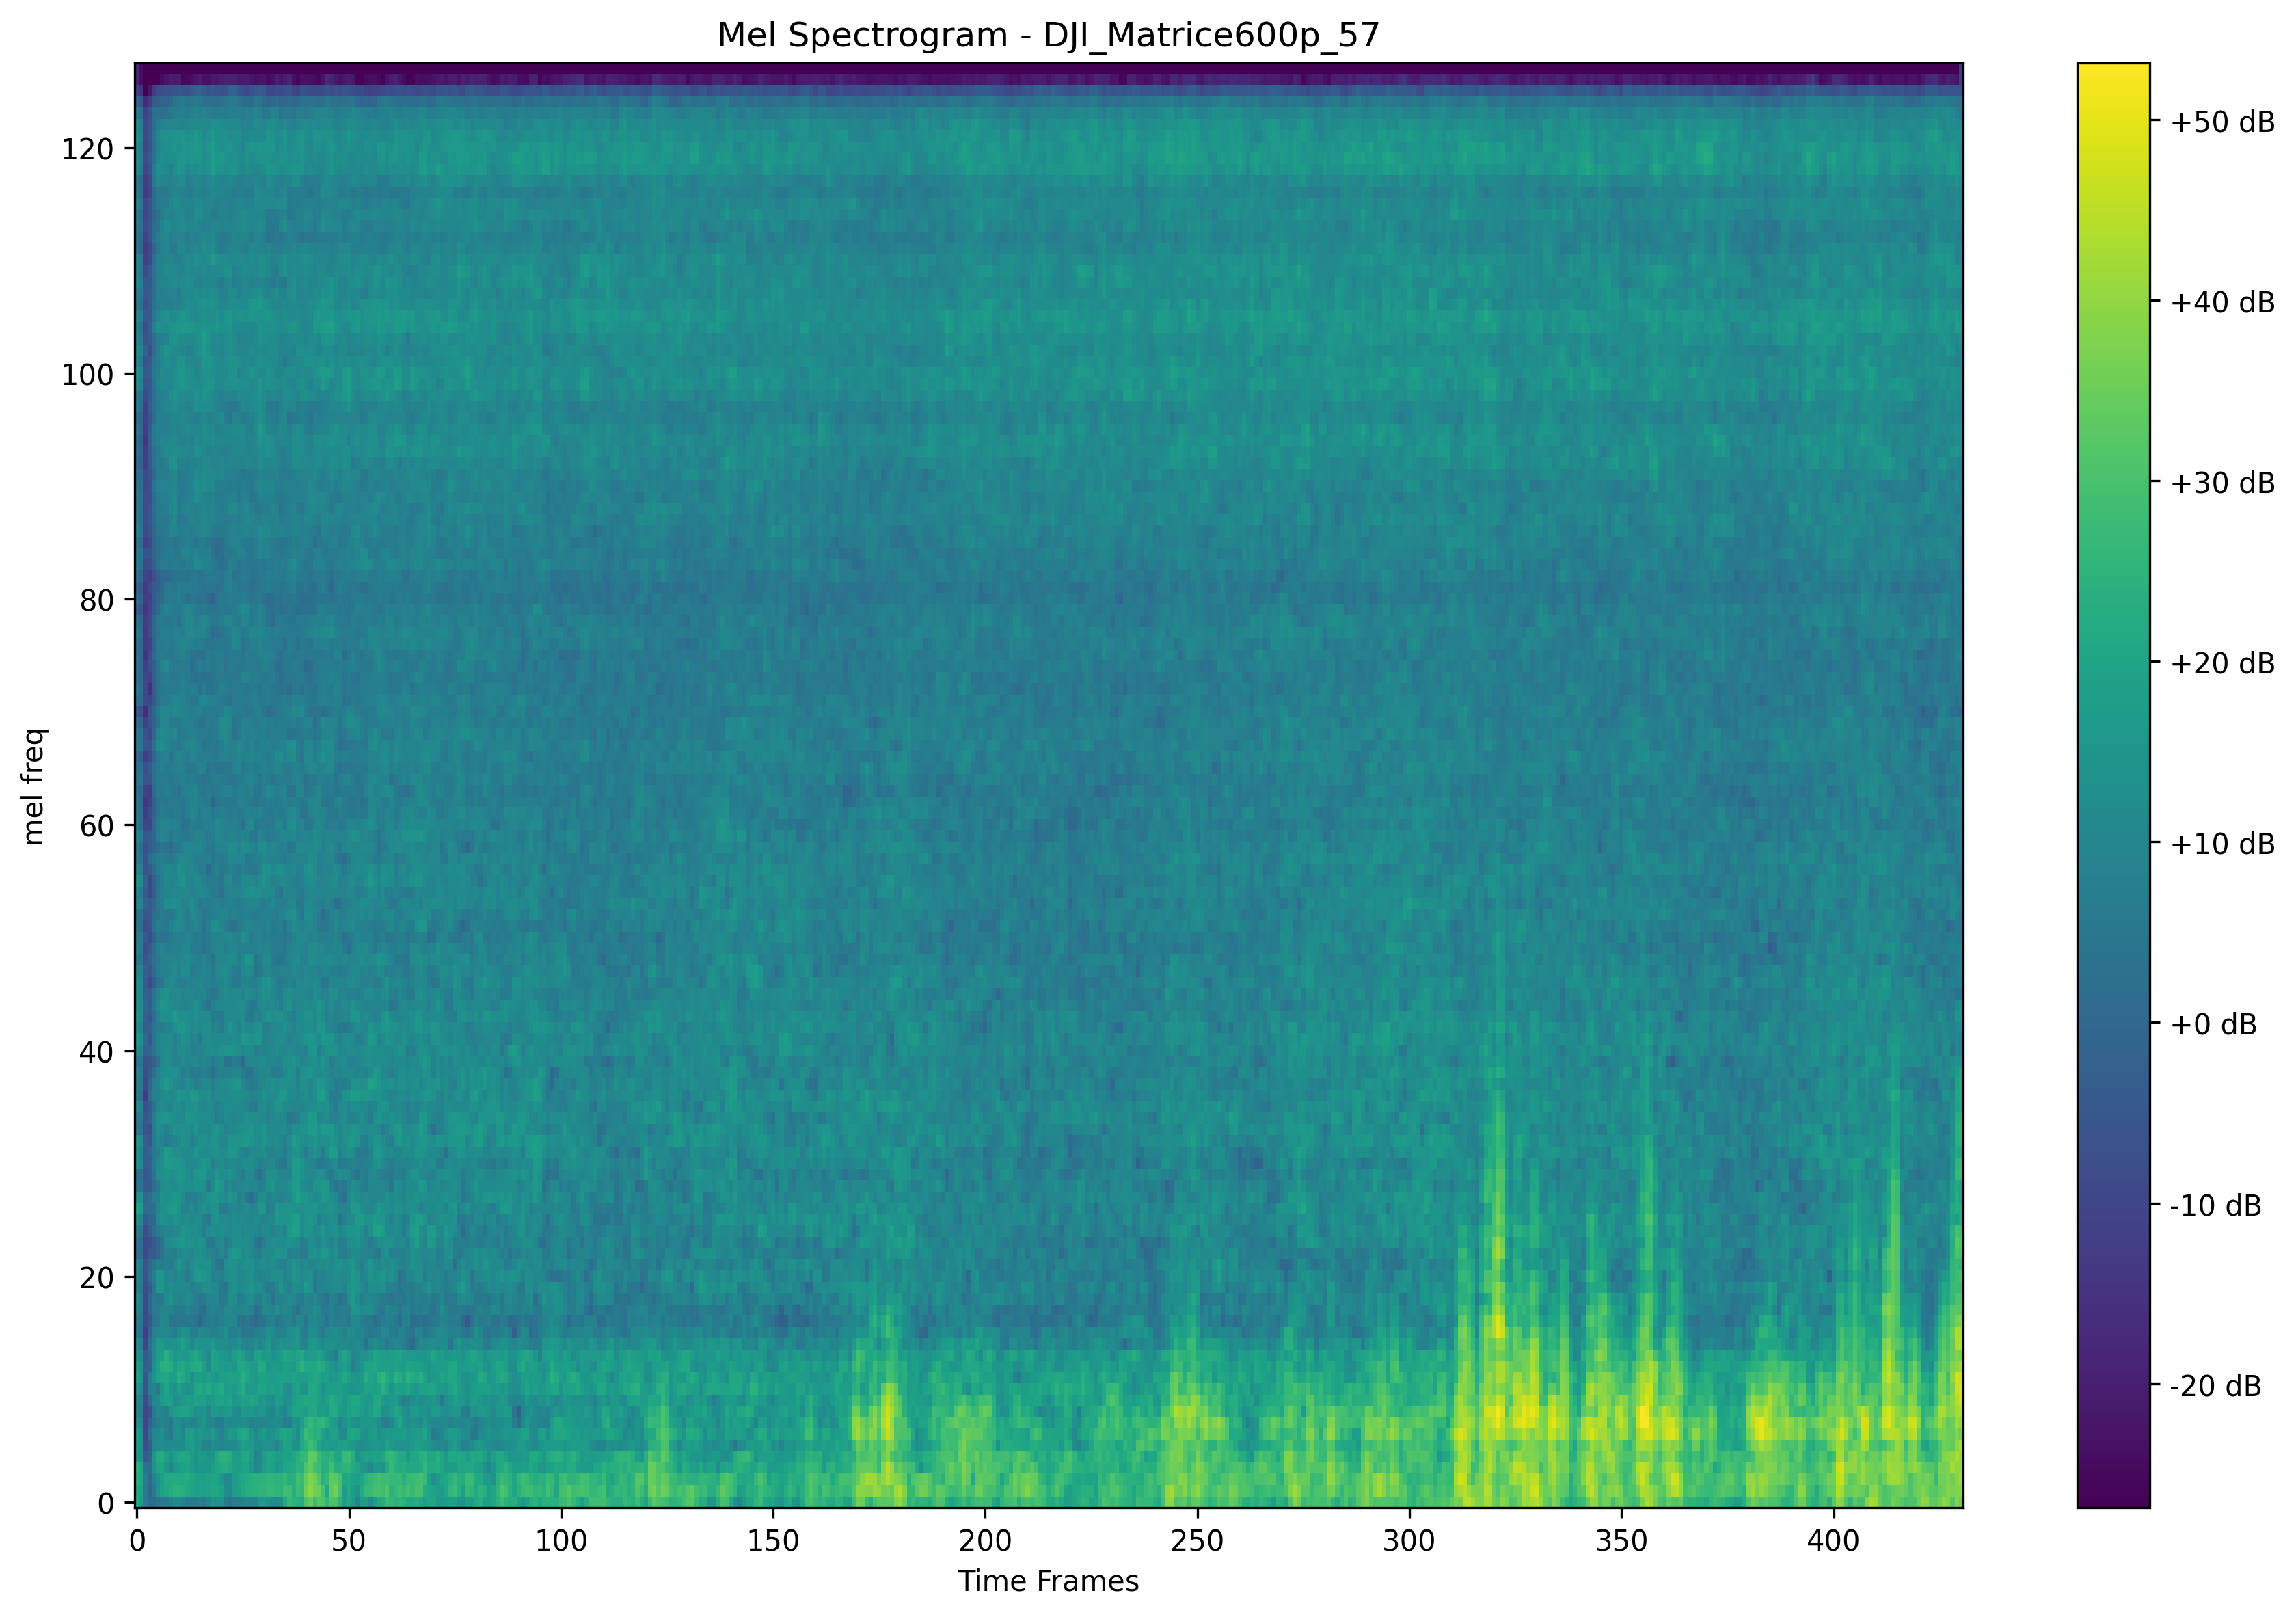 Mel Spectrogram - DJI_Matrice600p_57
mel freq
120
100
80
60
40
20
0
0 50 100 150 200 250 300 350 400
Time Frames
+50 dB
+40 dB
+30 dB
+20 dB
+10 dB
+0 dB
-10 dB
-20 dB